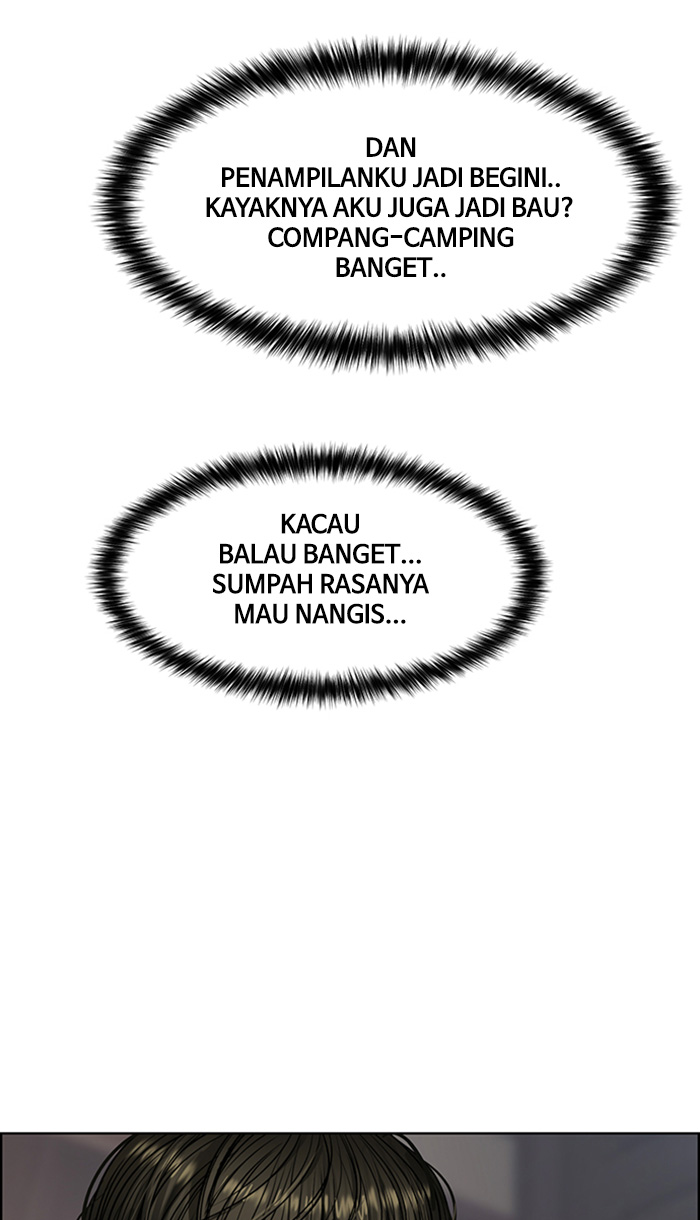 DAN
PENAMPILANKU JADI BEGINI..
KAYAKNYA AKU JUGA JADI BAU?
COMPANG-CAMPING
BANGET..
KACAU
BALAU BANGET...
SUMPAH RASANYA
MAU NANGIS...